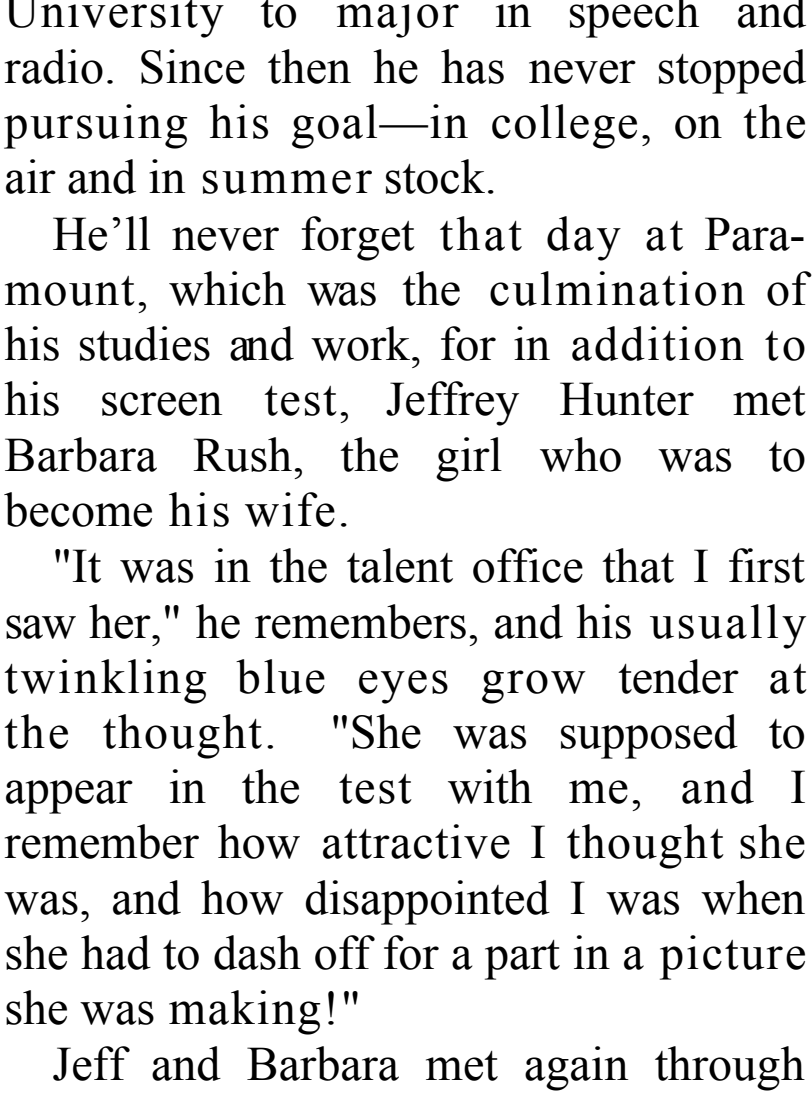 University to major in speech and
radio. Since then he has never stopped
pursuing his goal—in college, on the
air and in summer stock.
He’ll never forget that day at Para-
mount, which was the culmination of
his studies and work, for in addition to
his screen test, Jeffrey Hunter met
Barbara Rush, the girl who was to
become his wife.
"It was in the talent office that I first
saw her," he remembers, and his usually
twinkling blue eyes grow tender at
the thought. "She was supposed to
appear in the test with me, and I
remember how attractive I thought she
was, and how disappointed I was when
she had to dash off for a part in a picture
she was making!"
Jeff and Barbara met again through